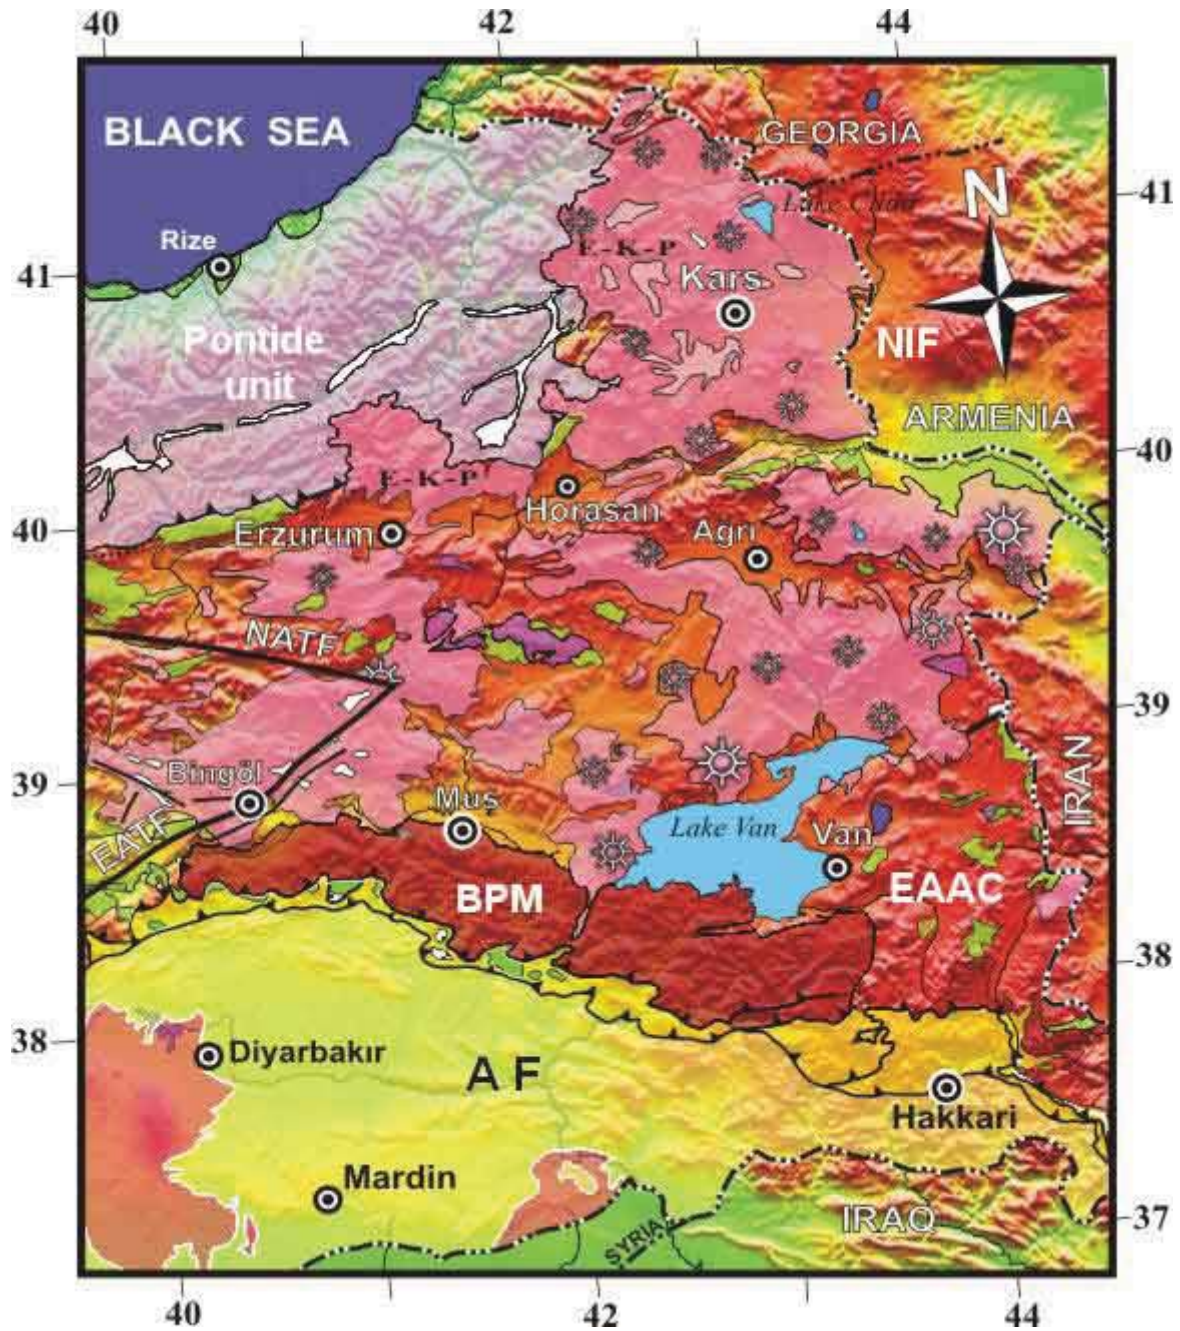 40
42
44
BLACK SEA
GEORGIA
N
41
Rize
E-K-P
41
Kars
Pontide
unit
NIF
ARMENIA
40
E-K-P
Horasan
Erzurum
Agri
40
NATF
39
IRAN
Bingöl
39
Muş
Lake Van
Van
EATF
BPM
EAAC
38
38
Diyarbakır
A F
Hakkari
Mardin
37
IRAQ
SYRIA
40
42
44